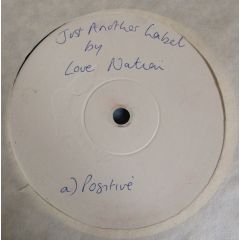 Just Another Label
by
Love Nation
a) Positive